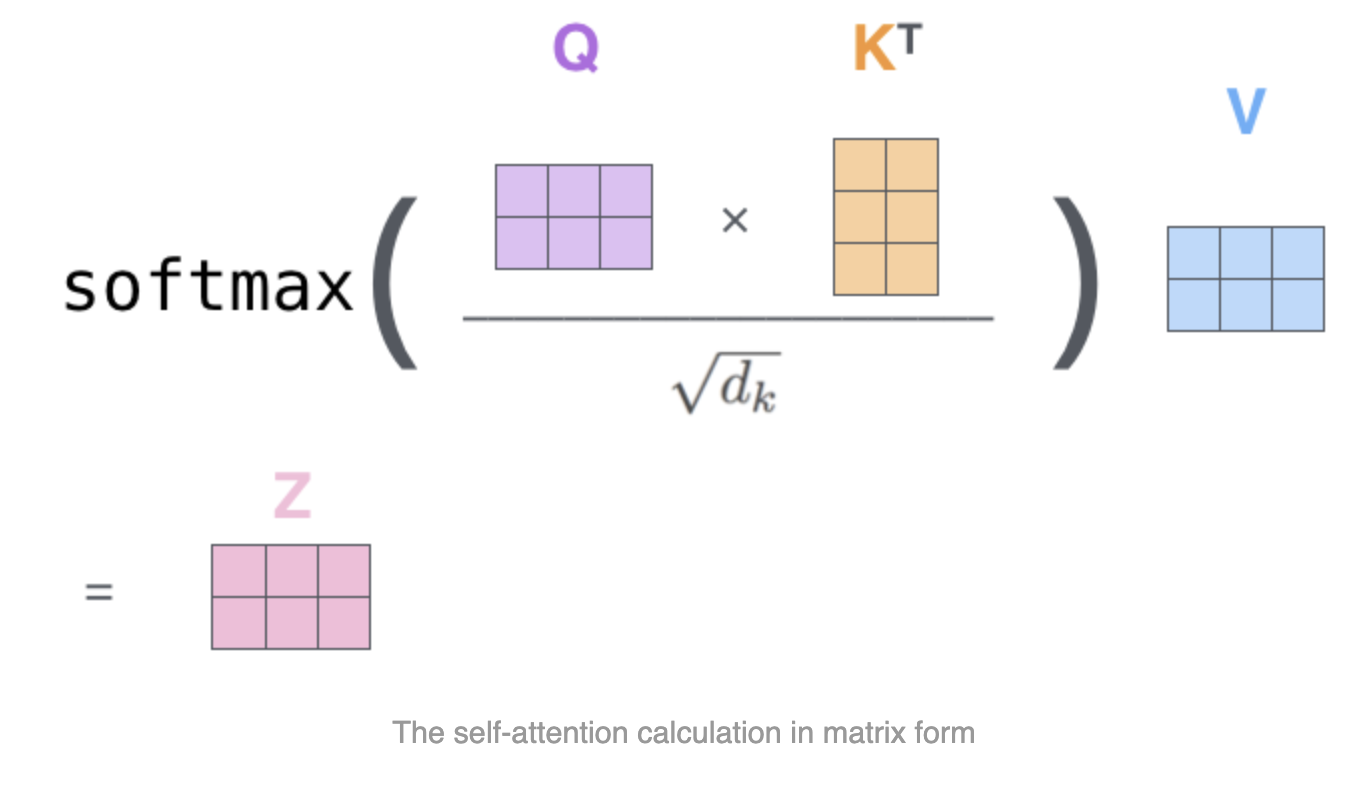 Q
Kᵀ
V
softmax(
×
)
√dₖ
Z
=
The self-attention calculation in matrix form